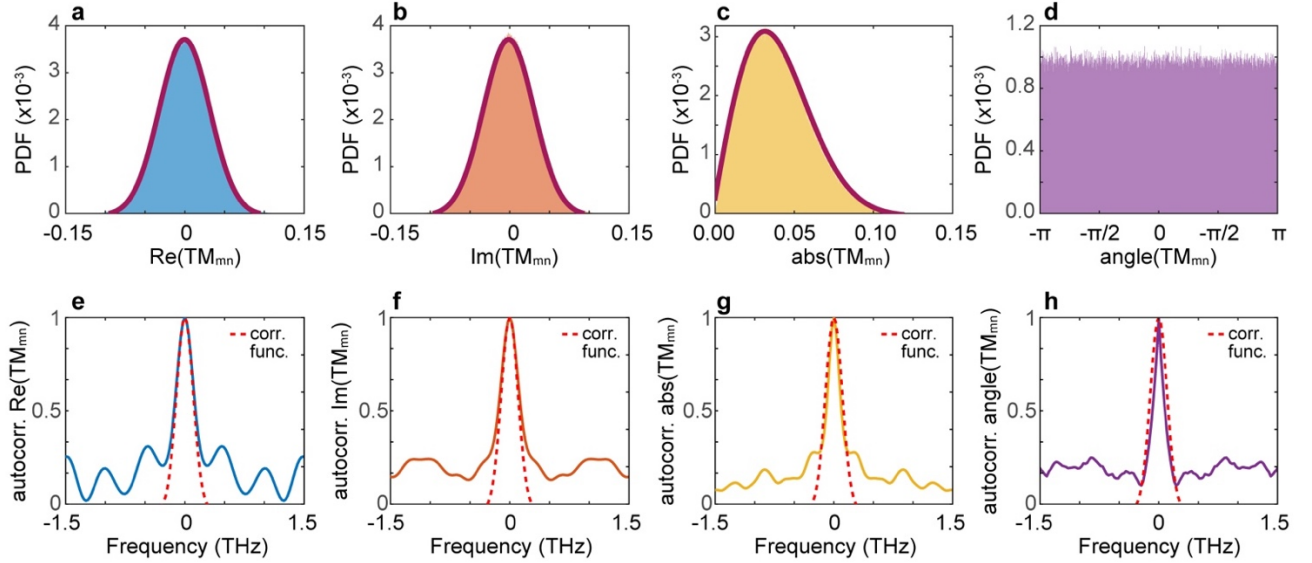 a
PDF (x10⁻³)
4
3
2
1
0
-0.15
0
0.15
Re(TMmn)
b
PDF (x10⁻³)
4
3
2
1
0
-0.15
0
0.15
Im(TMmn)
c
PDF (x10⁻³)
3
2
1
0
0.00
0.05
0.10
0.15
abs(TMmn)
d
PDF (x10⁻³)
1.2
0.8
0.4
0.0
-π
-π/2
0
-π/2
π
angle(TMmn)
e
autocorr. Re(TMmn)
1
0.5
0
corr.
func.
-1.5
0
1.5
Frequency (THz)
f
autocorr. Im(TMmn)
1
0.5
0
corr.
func.
-1.5
0
1.5
Frequency (THz)
g
autocorr. abs(TMmn)
1
0.5
0
corr.
func.
-1.5
0
1.5
Frequency (THz)
h
autocorr. angle(TMmn)
1
0.5
0
corr.
func.
-1.5
0
1.5
Frequency (THz)